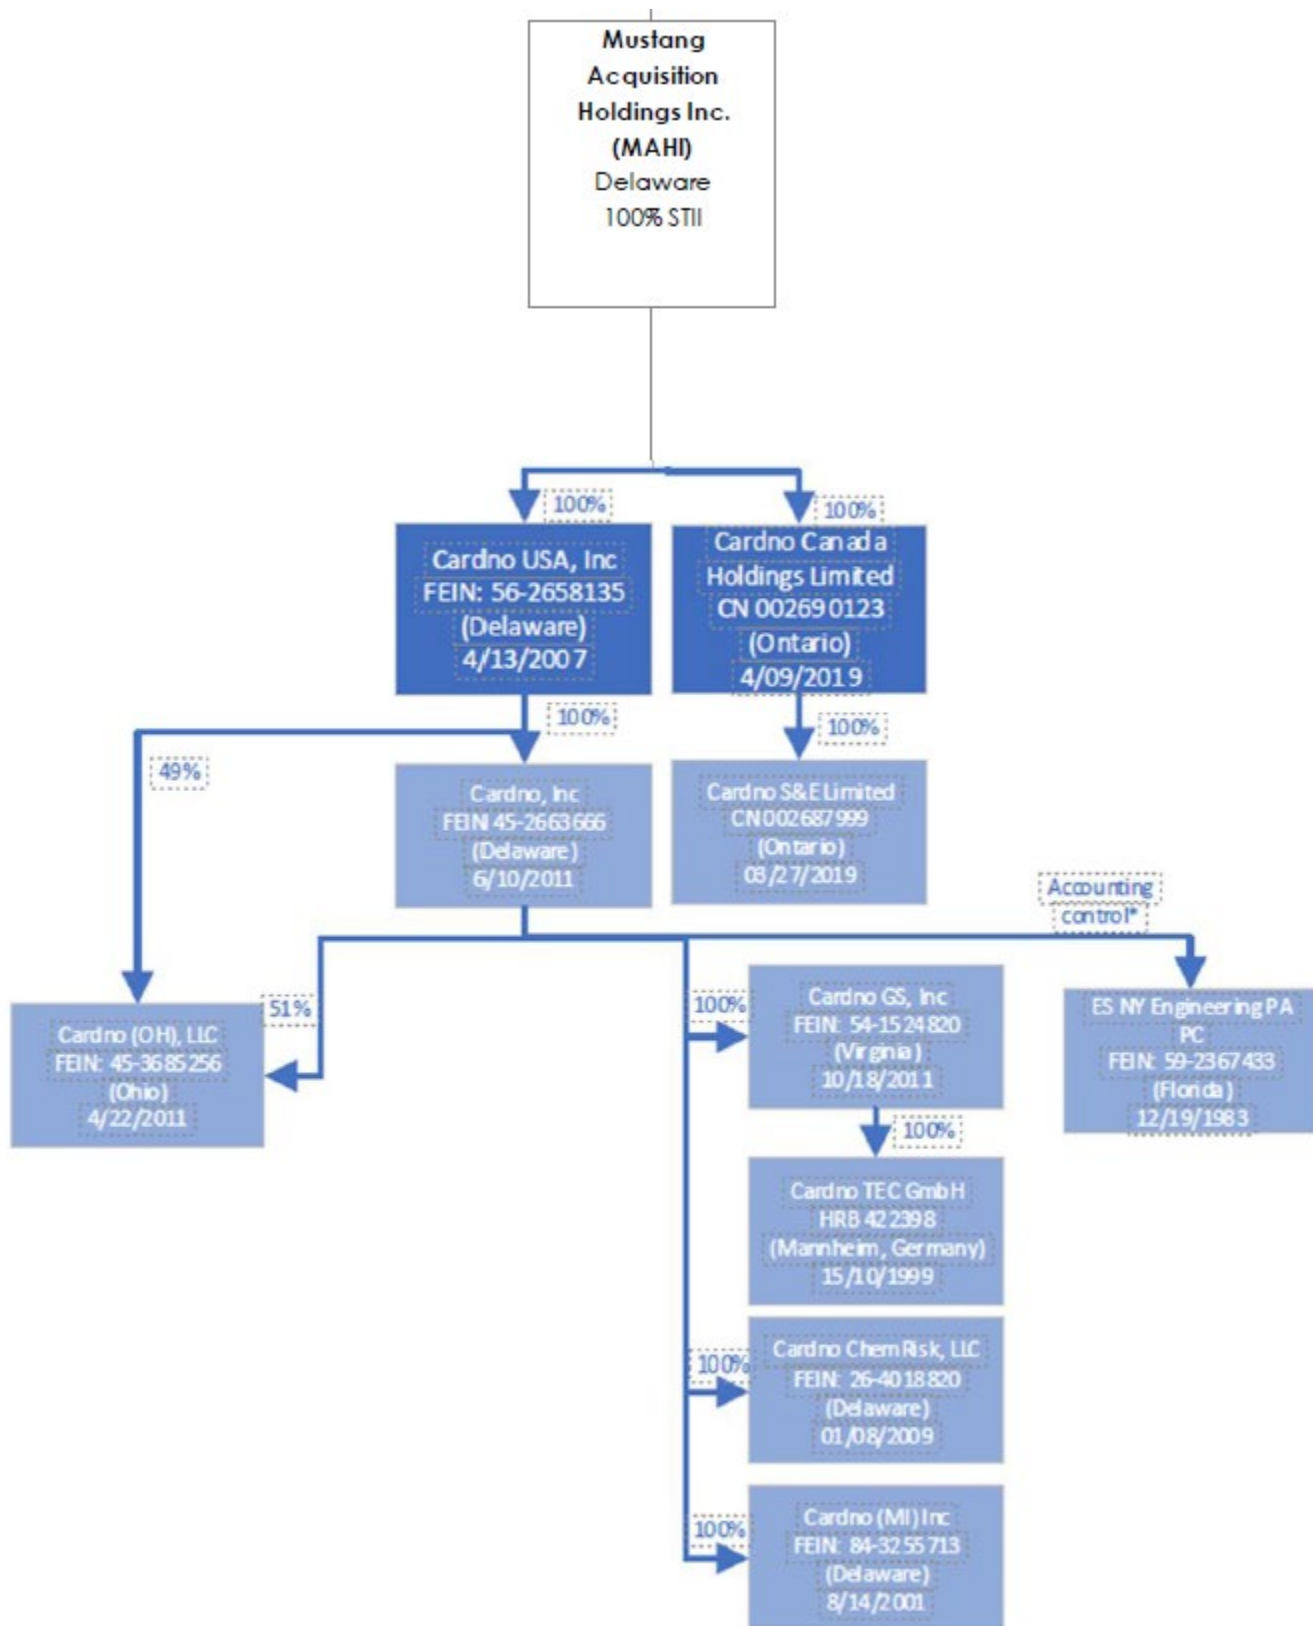 Mustang
Acquisition
Holdings Inc.
(MAHI)
Delaware
100% STII
100%
100%
Cardno USA, Inc
FEIN: 56-2658135
(Delaware)
4/13/2007
Cardno Canada
Holdings Limited
CN 002690123
(Ontario)
4/09/2019
100%
100%
49%
Cardno, Inc
FEIN 45-2663666
(Delaware)
6/10/2011
Cardno S&E Limited
CN002687999
(Ontario)
03/27/2019
Accounting
control*
51%
100%
Cardno (OH), LLC
FEIN: 45-3685256
(Ohio)
4/22/2011
Cardno GS, Inc
FEIN: 54-1524820
(Virginia)
10/18/2011
ES NY Engineering PA
PC
FEIN: 59-2367433
(Florida)
12/19/1983
100%
Cardno TEC GmbH
HRB 422398
(Mannheim, Germany)
15/10/1999
100%
Cardno ChemRisk, LLC
FEIN: 26-4018820
(Delaware)
01/08/2009
100%
Cardno (MI) Inc
FEIN: 84-3255713
(Delaware)
8/14/2001